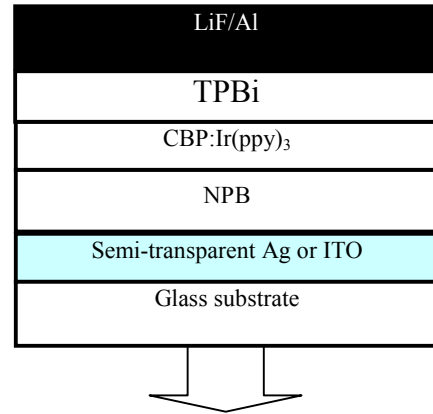 LiF/Al
TPBi
CBP:Ir(ppy)₃
NPB
Semi-transparent Ag or ITO
Glass substrate